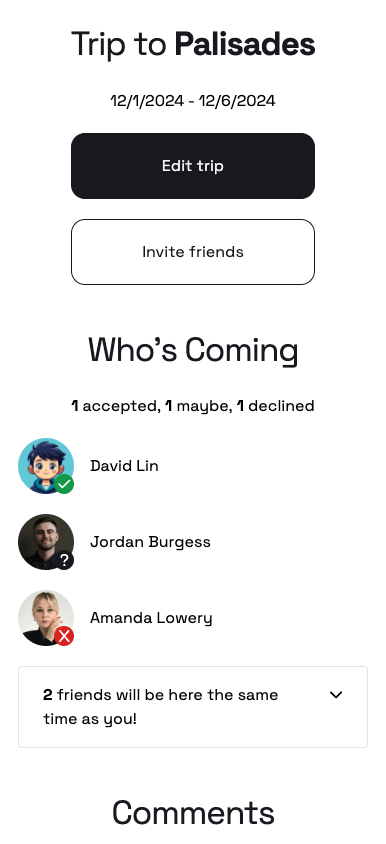 Trip to Palisades
12/1/2024 - 12/6/2024
Edit trip
Invite friends
Who's Coming
1 accepted, 1 maybe, 1 declined
David Lin
?
Jordan Burgess
Amanda Lowery
2 friends will be here the same
time as you!
Comments